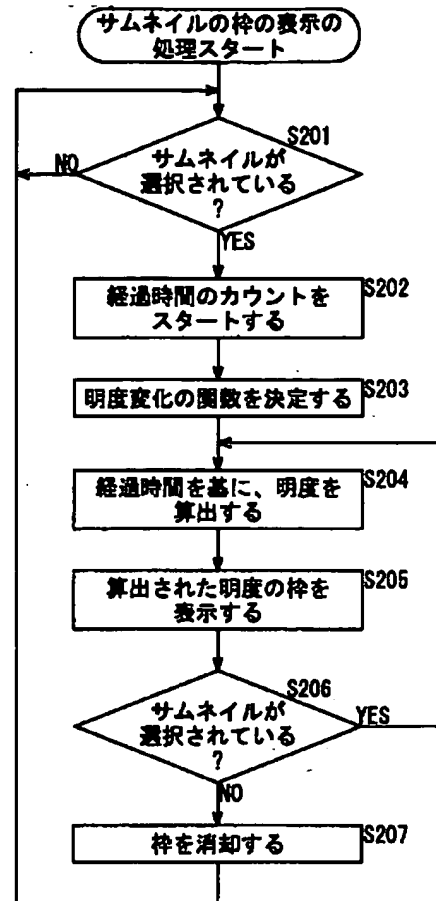 サムネイルの枠の表示の
処理スタート
S201
NO
サムネイルが
選択されている
?
YES
経過時間のカウントを
スタートする
S202
明度変化の関数を決定する
S203
経過時間を基に、明度を
算出する
S204
算出された明度の枠を
表示する
S205
S206
サムネイルが
選択されている
?
YES
NO
枠を消却する
S207